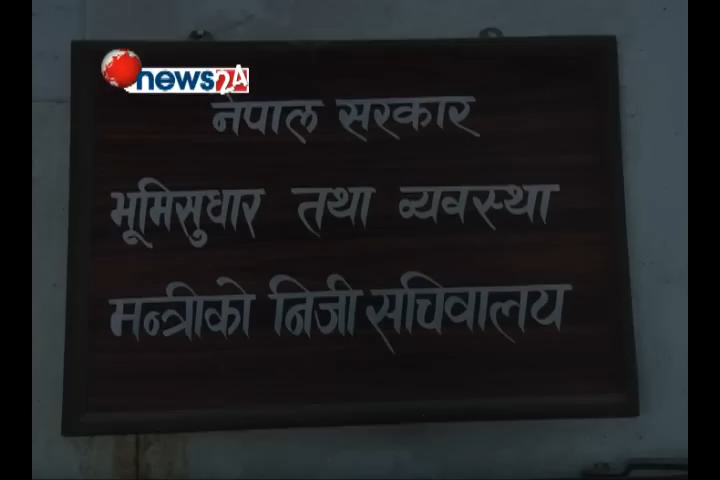 news24
नेपाल सरकार
भूमिसुधार तथा व्यवस्था
मन्त्रीको निजी सचिवालय